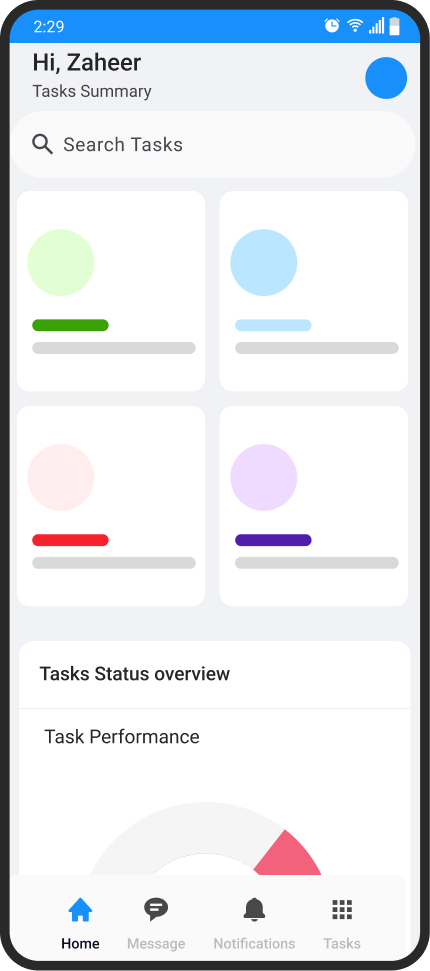 2:29
Hi, Zaheer
Tasks Summary
Search Tasks
Tasks Status overview
Task Performance
Home Message Notifications Tasks